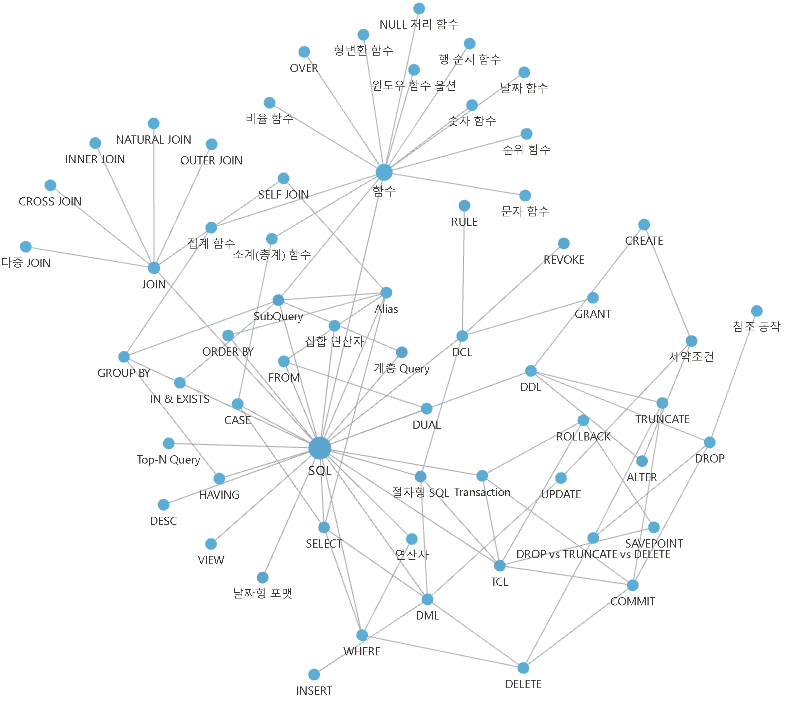 NULL 처리 함수
형변환 함수
행 순서 함수
OVER
윈도우 함수 옵션
날짜 함수
비율 함수
숫자 함수
NATURAL JOIN
순위 함수
INNER JOIN
OUTER JOIN
함수
SELF JOIN
CROSS JOIN
문자 함수
RULE
집계 함수
CREATE
소계(총계) 함수
REVOKE
다중 JOIN
JOIN
Alias
GRANT
SubQuery
참조 동작
집합 연산자
ORDER BY
DCL
제약조건
계층 Query
GROUP BY
FROM
DDL
IN & EXISTS
CASE
TRUNCATE
DUAL
ROLLBACK
Top-N Query
DROP
SQL
ALTER
HAVING
절차형 SQL
Transaction
UPDATE
DESC
SELECT
SAVEPOINT
DROP vs TRUNCATE vs DELETE
연산자
VIEW
TCL
날짜형 포맷
COMMIT
DML
WHERE
DELETE
INSERT